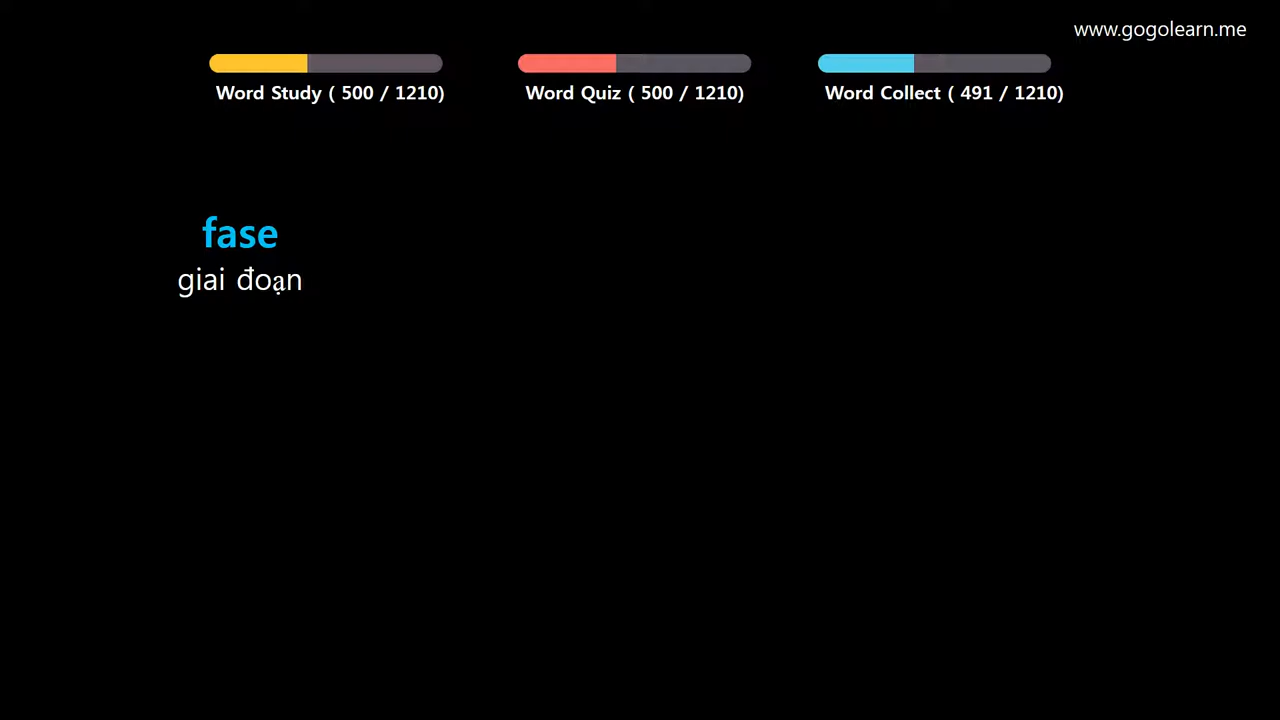 www.gogolearn.me
Word Study ( 500 / 1210)
Word Quiz ( 500 / 1210)
Word Collect ( 491 / 1210)
fase
giai đoạn